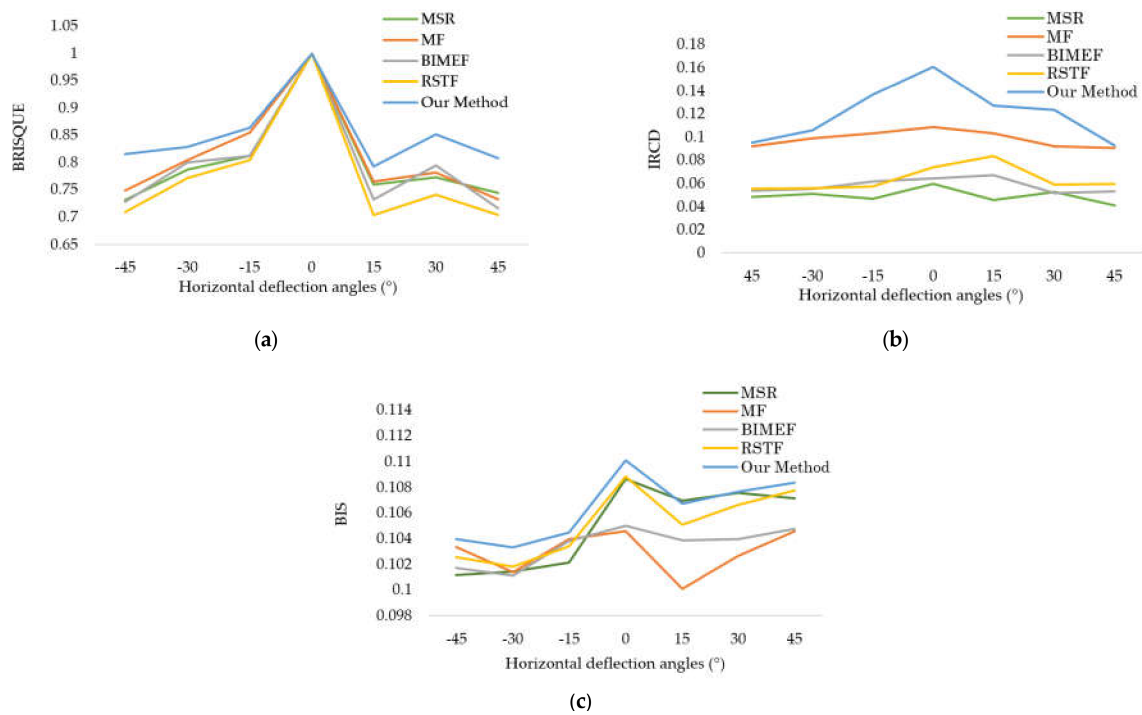 1.05
1
0.95
0.9
0.85
0.8
0.75
0.7
0.65
BRISQUE
MSR
MF
BIMEF
RSTF
Our Method
-45 -30 -15 0 15 30 45
Horizontal deflection angles (°)
(a)
0.18
0.16
0.14
0.12
0.1
0.08
0.06
0.04
0.02
0
IRCD
MSR
MF
BIMEF
RSTF
Our Method
45 -30 -15 0 15 30 45
Horizontal deflection angles (°)
(b)
0.114
0.112
0.11
0.108
0.106
0.104
0.102
0.1
0.098
BIS
MSR
MF
BIMEF
RSTF
Our Method
-45 -30 -15 0 15 30 45
Horizontal deflection angles (°)
(c)